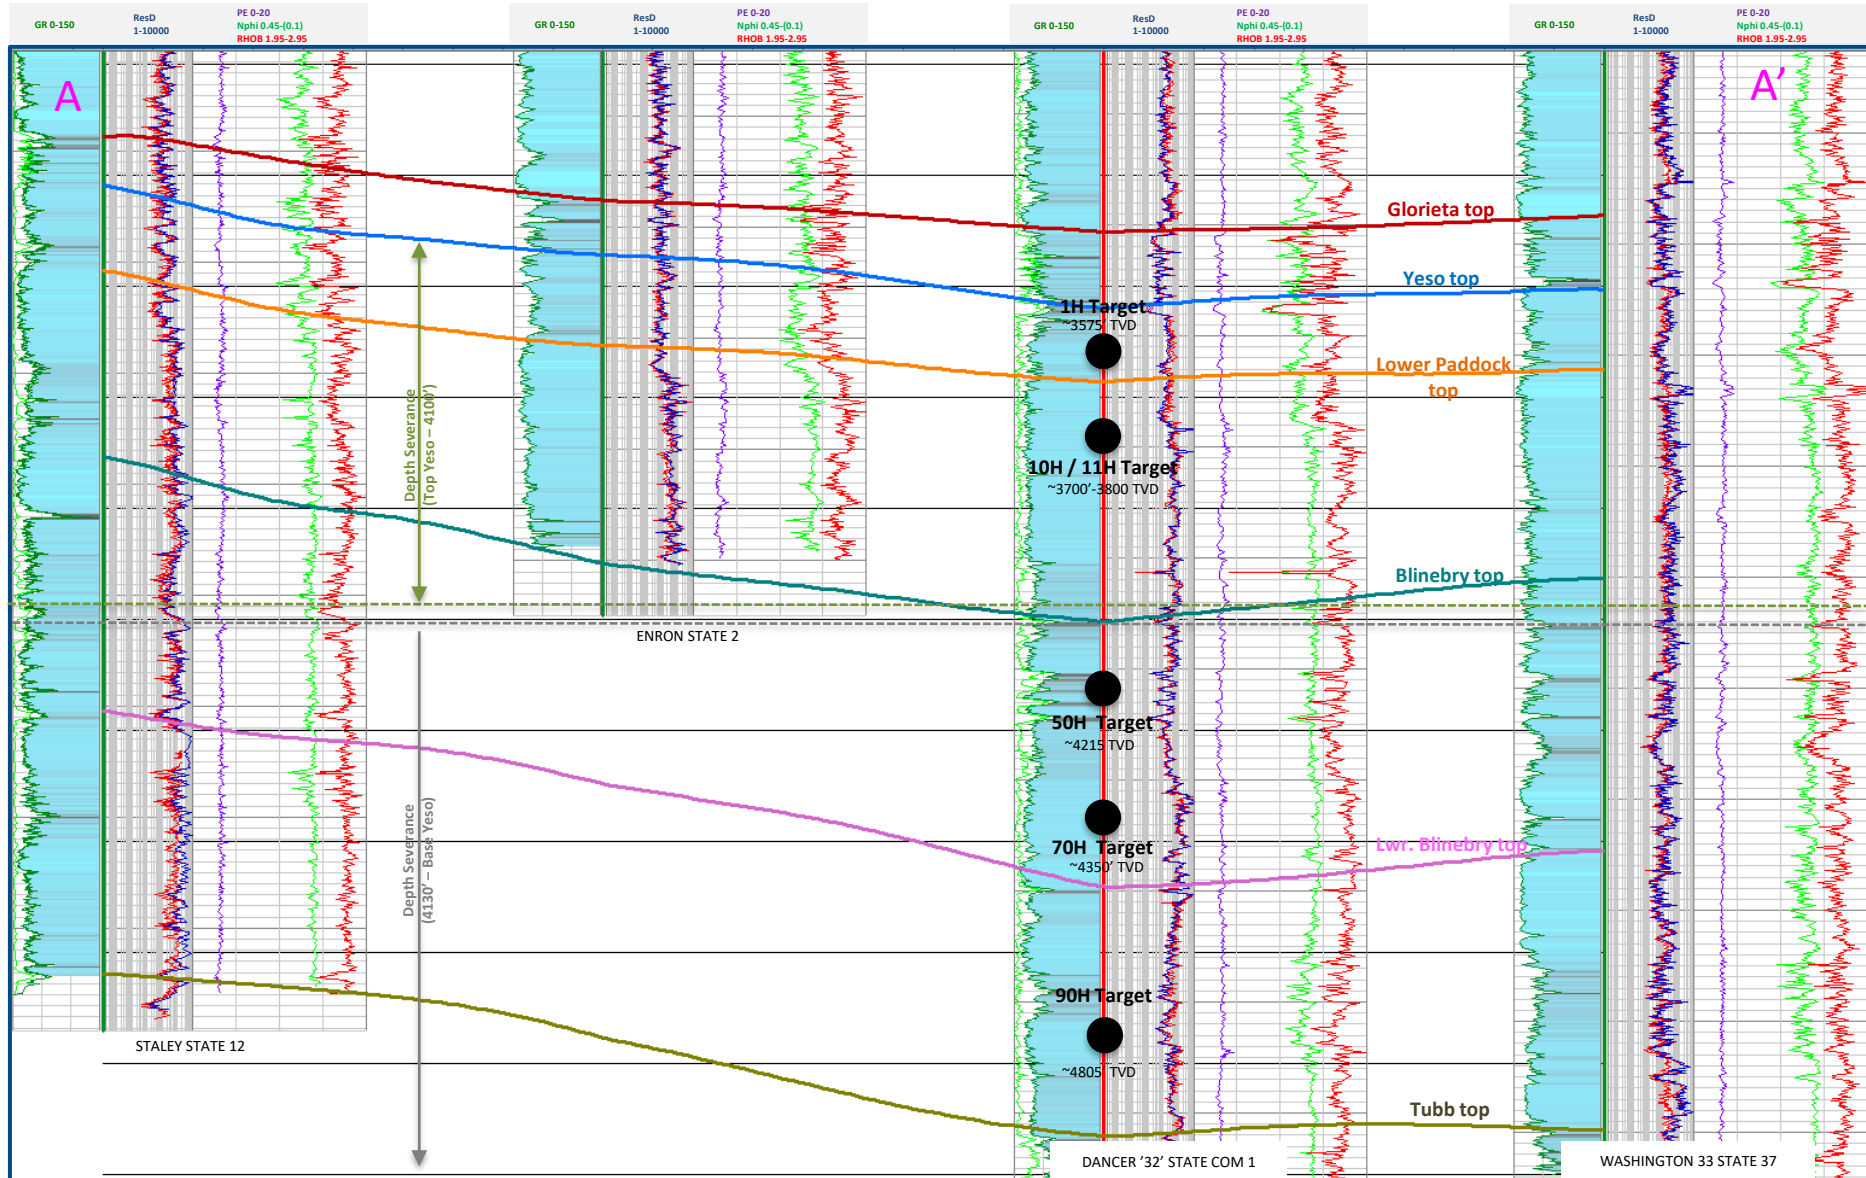 GR 0-150
ResD
1-10000
PE 0-20
Nphi 0.45-(0.1)
RHOB 1.95-2.95
GR 0-150
ResD
1-10000
PE 0-20
Nphi 0.45-(0.1)
RHOB 1.95-2.95
GR 0-150
ResD
1-10000
PE 0-20
Nphi 0.45-(0.1)
RHOB 1.95-2.95
GR 0-150
ResD
1-10000
PE 0-20
Nphi 0.45-(0.1)
RHOB 1.95-2.95
A
A’
Glorieta top
Yeso top
1H Target
~3575’ TVD
Lower Paddock
top
Depth Severance
(Top Yeso – 4100’)
10H / 11H Target
~3700’-3800 TVD
Blinebry top
ENRON STATE 2
50H Target
~4215 TVD
Depth Severance
(4130’ – Base Yeso)
70H Target
~4350’ TVD
Lwr. Blinebry top
90H Target
~4805’ TVD
STALEY STATE 12
Tubb top
DANCER ’32’ STATE COM 1
WASHINGTON 33 STATE 37